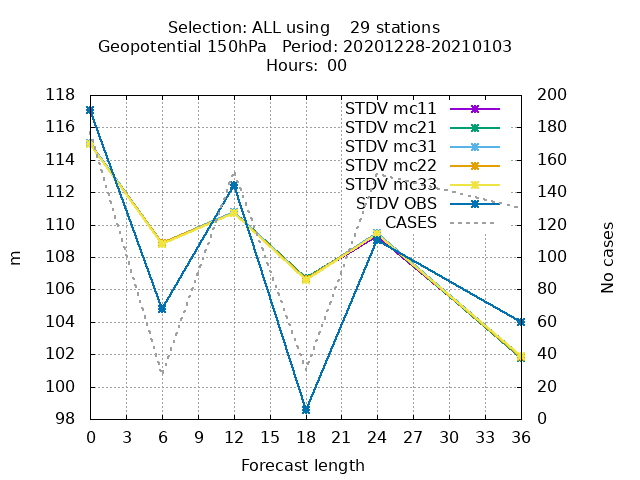 Selection: ALL using    29 stations
Geopotential 150hPa   Period: 20201228-20210103
Hours:  00
118
116
114
112
110
108
106
104
102
100
98
200
180
160
140
120
100
80
60
40
20
0
STDV mc11
STDV mc21
STDV mc31
STDV mc22
STDV mc33
STDV OBS
CASES
m
No cases
0 3 6 9 12 15 18 21 24 27 30 33 36
Forecast length